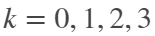 k = 0, 1, 2, 3